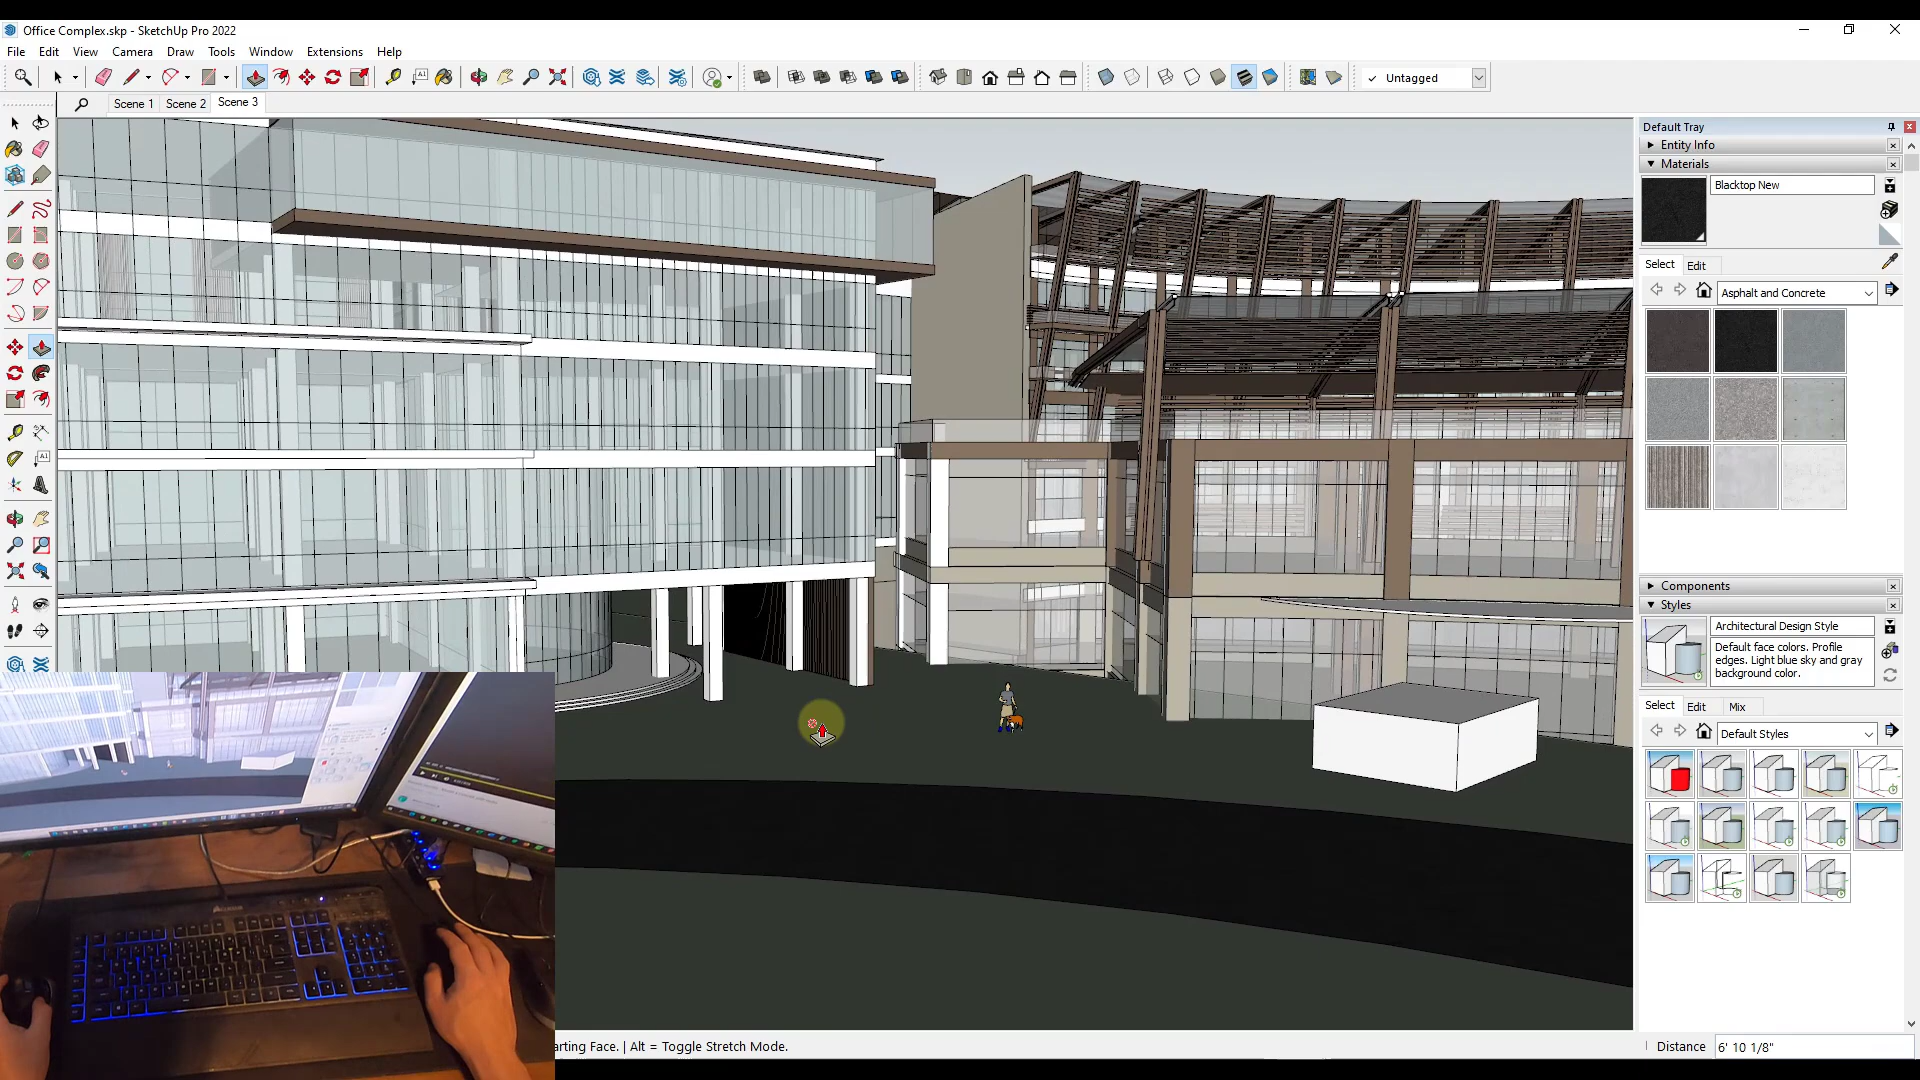 Office Complex.skp - SketchUp Pro 2022
File Edit View Camera Draw Tools Window Extensions Help
Untagged
Scene 1 Scene 2 Scene 3
Default Tray
Entity Info
Materials
Blacktop New
Select Edit
Asphalt and Concrete
Components
Styles
Architectural Design Style
Default face colors. Profile
edges. Light blue sky and gray
background color.
Select Edit Mix
Default Styles
arting Face. | Alt = Toggle Stretch Mode.
Distance 6' 10 1/8"